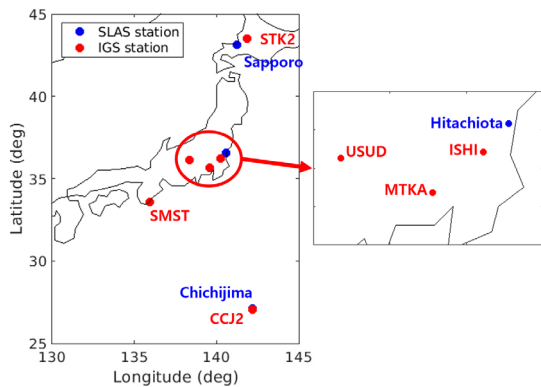 45
40
35
30
25
Latitude (deg)
SLAS station
IGS station
STK2
Sapporo
SMST
Chichijima
CCJ2
130
135
140
145
Longitude (deg)
Hitachiota
USUD
ISHI
MTKA